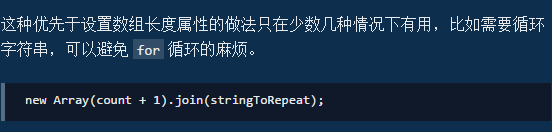 这种优先于设置数组长度属性的做法只在少数几种情况下有用，比如需要循环
字符串，可以避免 for 循环的麻烦。
new Array(count + 1).join(stringToRepeat);